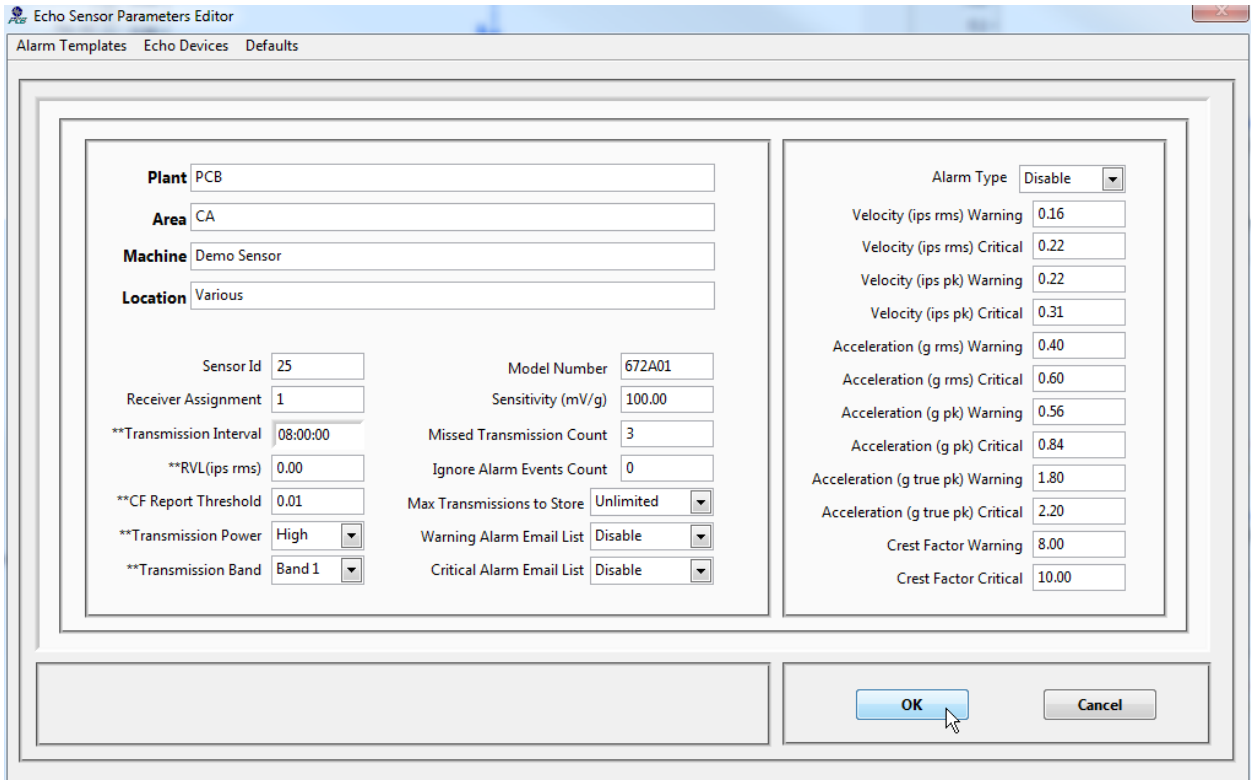 Echo Sensor Parameters Editor
Alarm Templates Echo Devices Defaults
Plant PCB
Area CA
Machine Demo Sensor
Location Various
Sensor Id 25
Receiver Assignment 1
**Transmission Interval 08:00:00
**RVL(ips rms) 0.00
**CF Report Threshold 0.01
**Transmission Power High
**Transmission Band Band 1
Model Number 672A01
Sensitivity (mV/g) 100.00
Missed Transmission Count 3
Ignore Alarm Events Count 0
Max Transmissions to Store Unlimited
Warning Alarm Email List Disable
Critical Alarm Email List Disable
Alarm Type Disable
Velocity (ips rms) Warning 0.16
Velocity (ips rms) Critical 0.22
Velocity (ips pk) Warning 0.22
Velocity (ips pk) Critical 0.31
Acceleration (g rms) Warning 0.40
Acceleration (g rms) Critical 0.60
Acceleration (g pk) Warning 0.56
Acceleration (g pk) Critical 0.84
Acceleration (g true pk) Warning 1.80
Acceleration (g true pk) Critical 2.20
Crest Factor Warning 8.00
Crest Factor Critical 10.00
OK Cancel